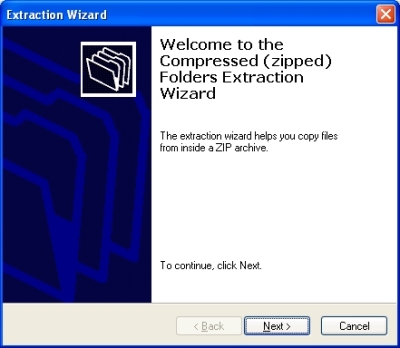 Extraction Wizard
Welcome to the
Compressed (zipped)
Folders Extraction
Wizard
The extraction wizard helps you copy files
from inside a ZIP archive.
To continue, click Next.
< Back
Next >
Cancel